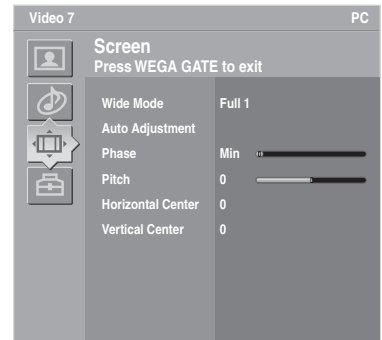 Video 7 PC
Screen
Press WEGA GATE to exit
Wide Mode Full 1
Auto Adjustment
Phase Min
Pitch 0
Horizontal Center 0
Vertical Center 0